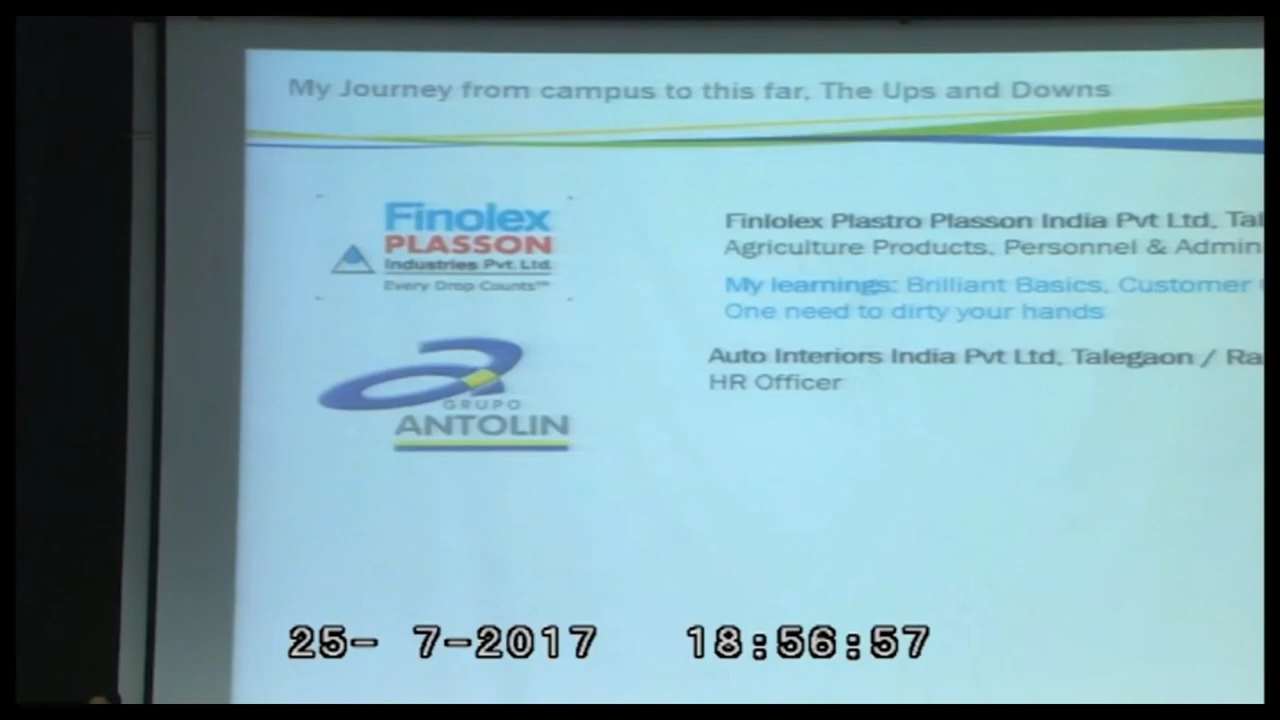 My Journey from campus to this far, The Ups and Downs
Finolex
PLASSON
Industries Pvt. Ltd.
Every Drop Counts™
Finlolex Plastro Plasson India Pvt Ltd,
Agriculture Products, Personnel & Admin
My learnings: Brilliant Basics, Customer
One need to dirty your hands
GRUPO
ANTOLIN
Auto Interiors India Pvt Ltd, Talegaon /
HR Officer
25- 7-2017 18:56:57